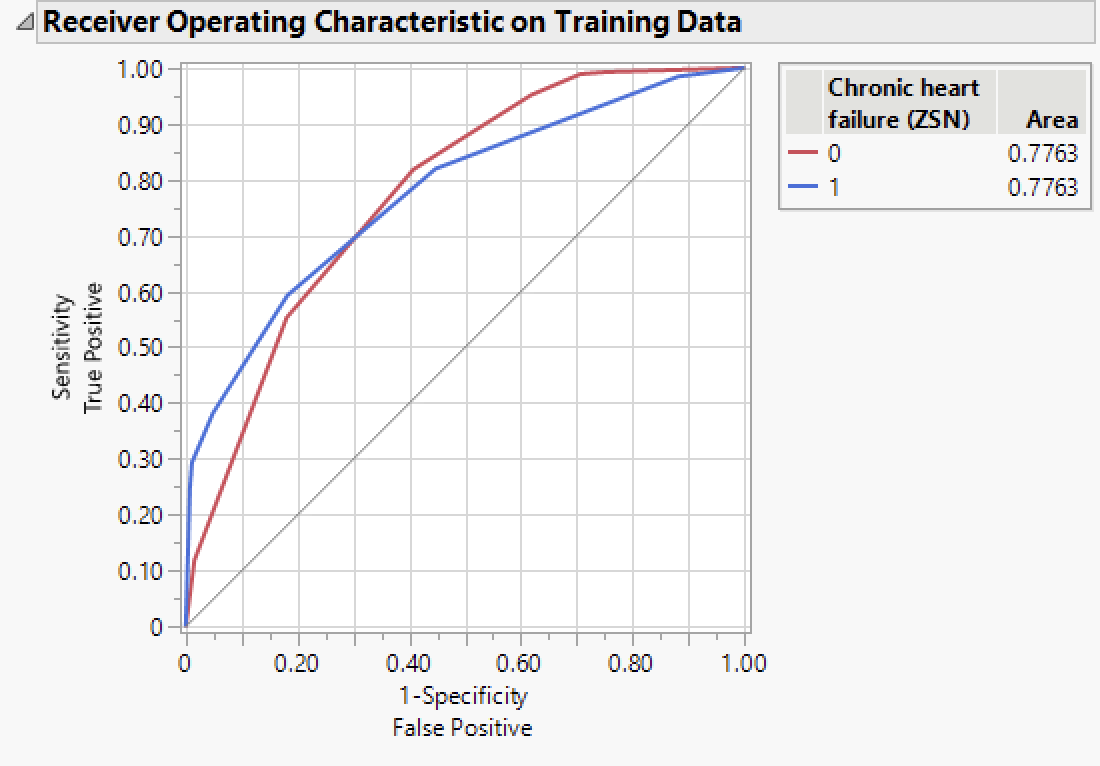 Receiver Operating Characteristic on Training Data
1.00
0.90
0.80
0.70
0.60
0.50
0.40
0.30
0.20
0.10
0
Sensitivity
True Positive
0 0.20 0.40 0.60 0.80 1.00
1-Specificity
False Positive
Chronic heart
failure (ZSN) Area
0 0.7763
1 0.7763